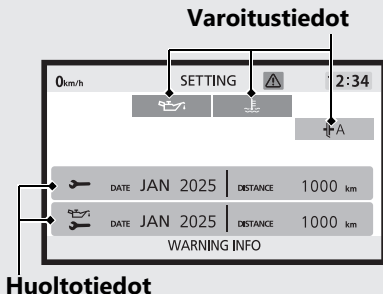 Varoitustiedot
0km/h SETTING 12:34
A
DATE JAN 2025 DISTANCE 1000 km
DATE JAN 2025 DISTANCE 1000 km
WARNING INFO
Huoltotiedot